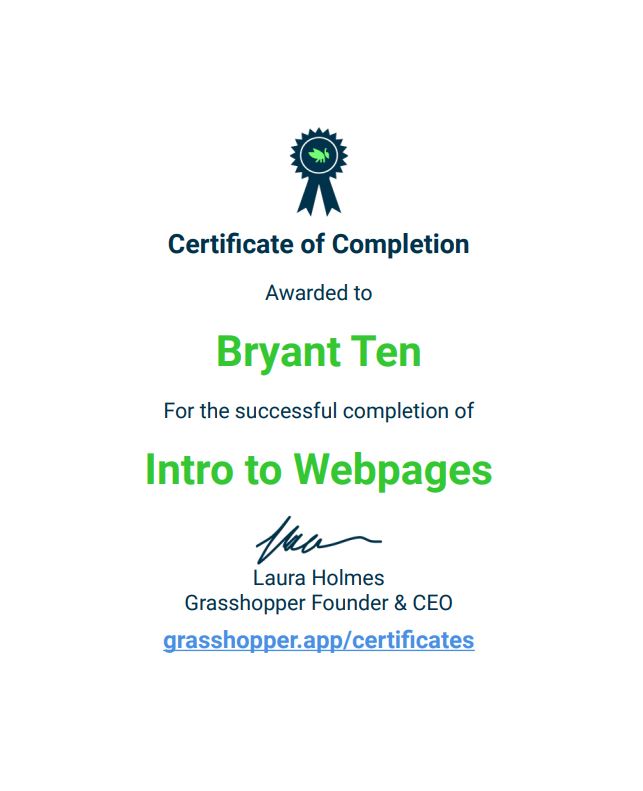 Certificate of Completion
Awarded to
Bryant Ten
For the successful completion of
Intro to Webpages
Laura Holmes
Grasshopper Founder & CEO
grasshopper.app/certificates